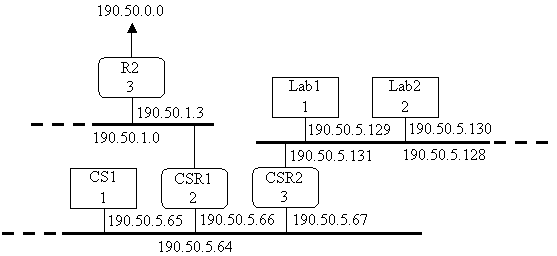 190.50.0.0
R2
3
190.50.1.3
190.50.1.0
Lab1
1
Lab2
2
190.50.5.129
190.50.5.130
190.50.5.131
190.50.5.128
CS1
1
CSR1
2
CSR2
3
190.50.5.65
190.50.5.66
190.50.5.67
190.50.5.64